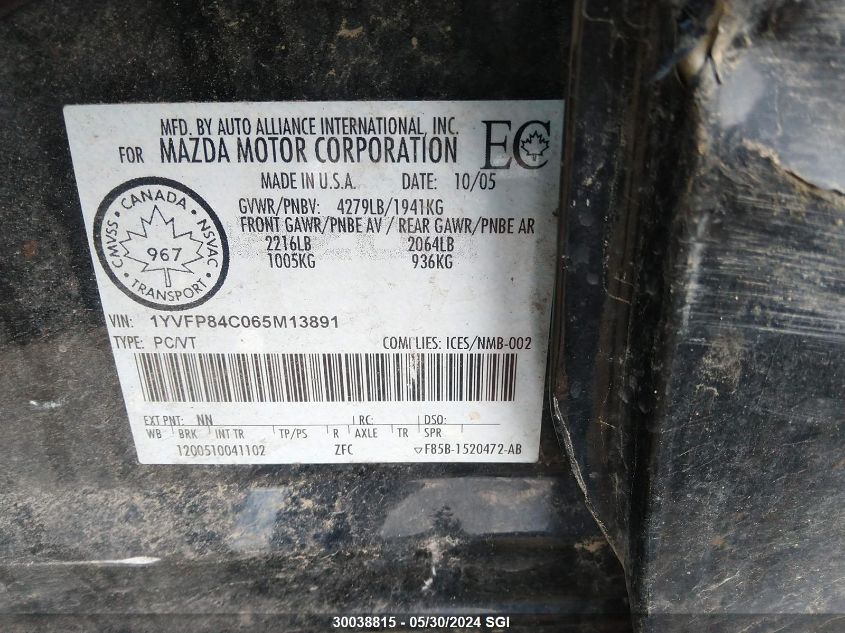 MFD. BY AUTO ALLIANCE INTERNATIONAL, INC.
FOR MAZDA MOTOR CORPORATION EC
MADE IN U.S.A. DATE: 10/05
GVWR/PNBV: 4279LB/1941KG
FRONT GAWR/PNBE AV / REAR GAWR/PNBE AR
2216LB 2064LB
1005KG 936KG
CANADA
CMVSS • NSVAC
967
TRANSPORT
VIN: 1YVFP84C065M13891
TYPE: PC/VT COMPLIES: ICES/NMB-002
EXT PNT: NN RC: DSO:
WB BRK INT TR TP/PS R AXLE TR SPR
1200510041102 ZFC ▽F85B-1520472-AB
30038815 — 05/30/2024 SGI